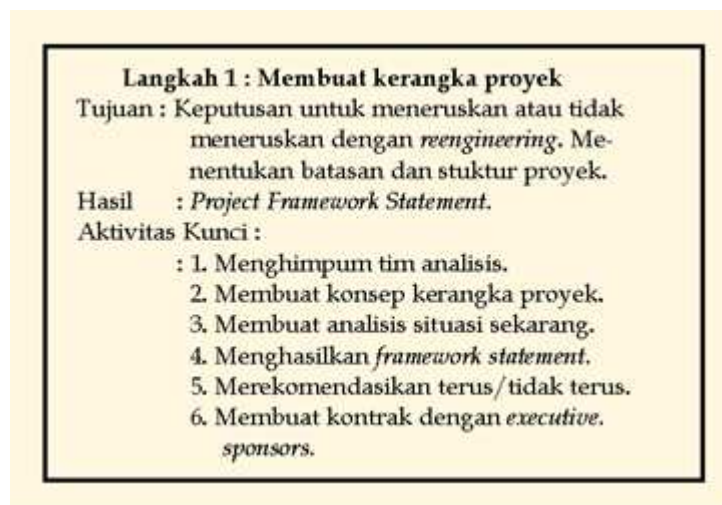 Langkah 1 : Membuat kerangka proyek
Tujuan : Keputusan untuk meneruskan atau tidak
meneruskan dengan reengineering. Me-
nentukan batasan dan stuktur proyek.
Hasil : Project Framework Statement.
Aktivitas Kunci :
: 1. Menghimpum tim analisis.
2. Membuat konsep kerangka proyek.
3. Membuat analisis situasi sekarang.
4. Menghasilkan framework statement.
5. Merekomendasikan terus/tidak terus.
6. Membuat kontrak dengan executive.
sponsors.